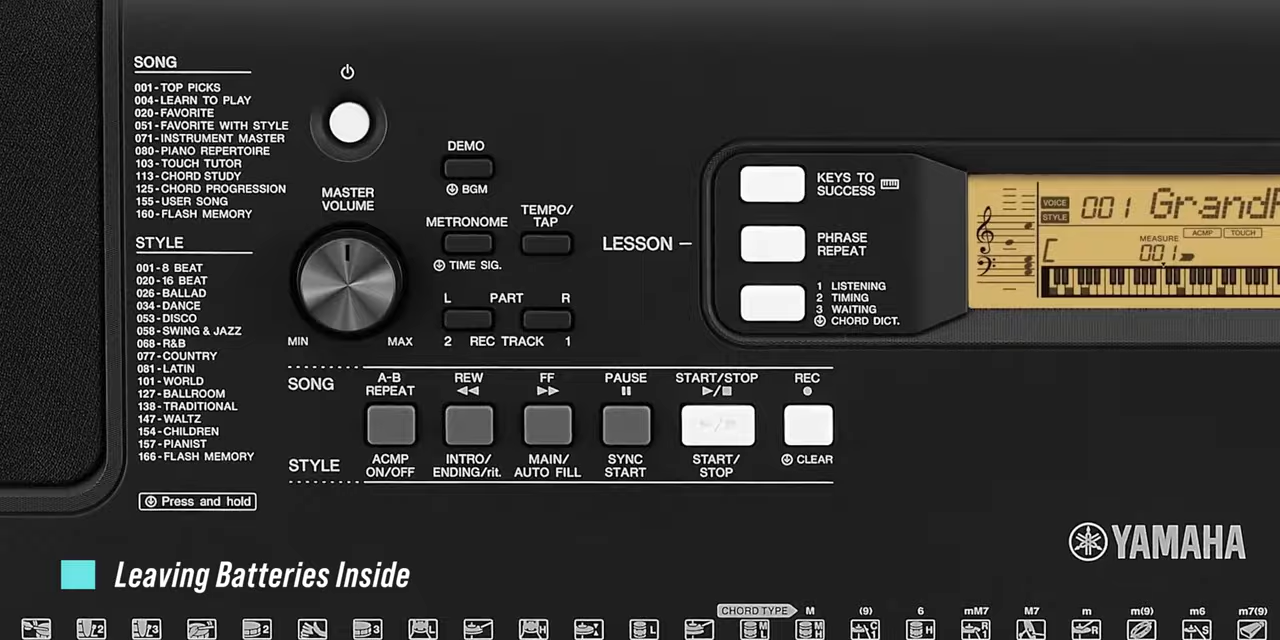 SONG
001-TOP PICKS
004-LEARN TO PLAY
020-FAVORITE
051-FAVORITE WITH STYLE
071-INSTRUMENT MASTER
080-PIANO REPERTOIRE
103-TOUCH TUTOR
113-CHORD STUDY
125-CHORD PROGRESSION
155-USER SONG
160-FLASH MEMORY
STYLE
001-8 BEAT
020-16 BEAT
026-BALLAD
034-DANCE
053-DISCO
058-SWING & JAZZ
068-R&B
077-COUNTRY
081-LATIN
101-WORLD
127-BALLROOM
138-TRADITIONAL
147-WALTZ
154-CHILDREN
157-PIANIST
166-FLASH MEMORY
Press and hold
MASTER
VOLUME
MIN MAX
DEMO
BGM
METRONOME
TIME SIG.
TEMPO/
TAP
L PART R
2 REC TRACK 1
LESSON
KEYS TO
SUCCESS
PHRASE
REPEAT
1 LISTENING
2 TIMING
3 WAITING
CHORD DICT.
VOICE
STYLE
001 GrandP
ACMP TOUCH
MEASURE
001
SONG
A-B
REPEAT
REW
FF
PAUSE
START/STOP
REC
STYLE
ACMP
ON/OFF
INTRO/
ENDING/rit.
MAIN/
AUTO FILL
SYNC
START
START/
STOP
CLEAR
YAMAHA
Leaving Batteries Inside
CHORD TYPE M (9) 6 mM7 M7 m m(9) m6 m7(9)